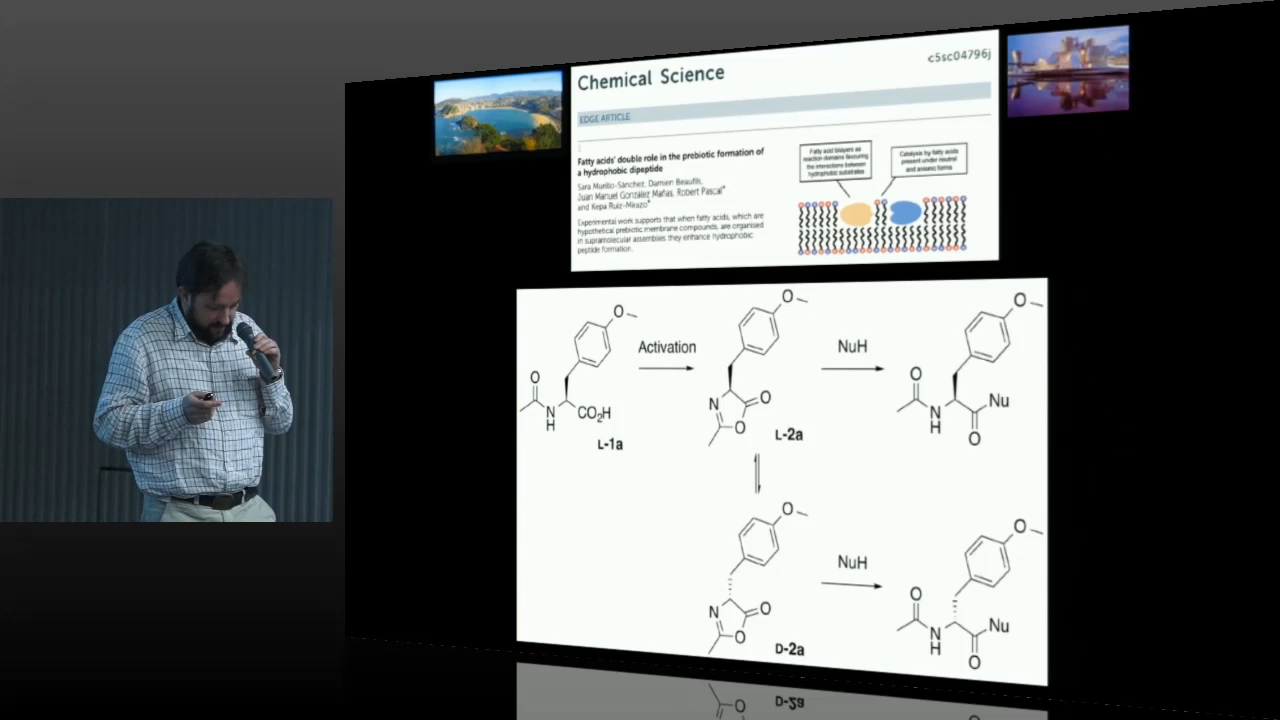 Chemical Science
c5sc04796j
EDGE ARTICLE
Fatty acids' double role in the prebiotic formation of
a hydrophobic dipeptide
Sara Murillo-Sánchez, Damien Beaufils,
Juan Manuel González Mañas, Robert Pascal*
and Kepa Ruiz-Mirazo*
Experimental work supports that when fatty acids, which are
hypothetical prebiotic membrane compounds, are organised
in supramolecular assemblies they enhance hydrophobic
peptide formation.
Fatty acid bilayers as
reaction domains favouring
the interactions between
hydrophobic substrates
Catalysis by fatty acids
present under neutral
and anionic forms
O
O
N
H
CO2H
L-1a
Activation
O
N
O
O
L-2a
NuH
O
O
N
H
Nu
O
O
N
O
O
D-2a
NuH
O
O
N
H
Nu
O
O
D-2a